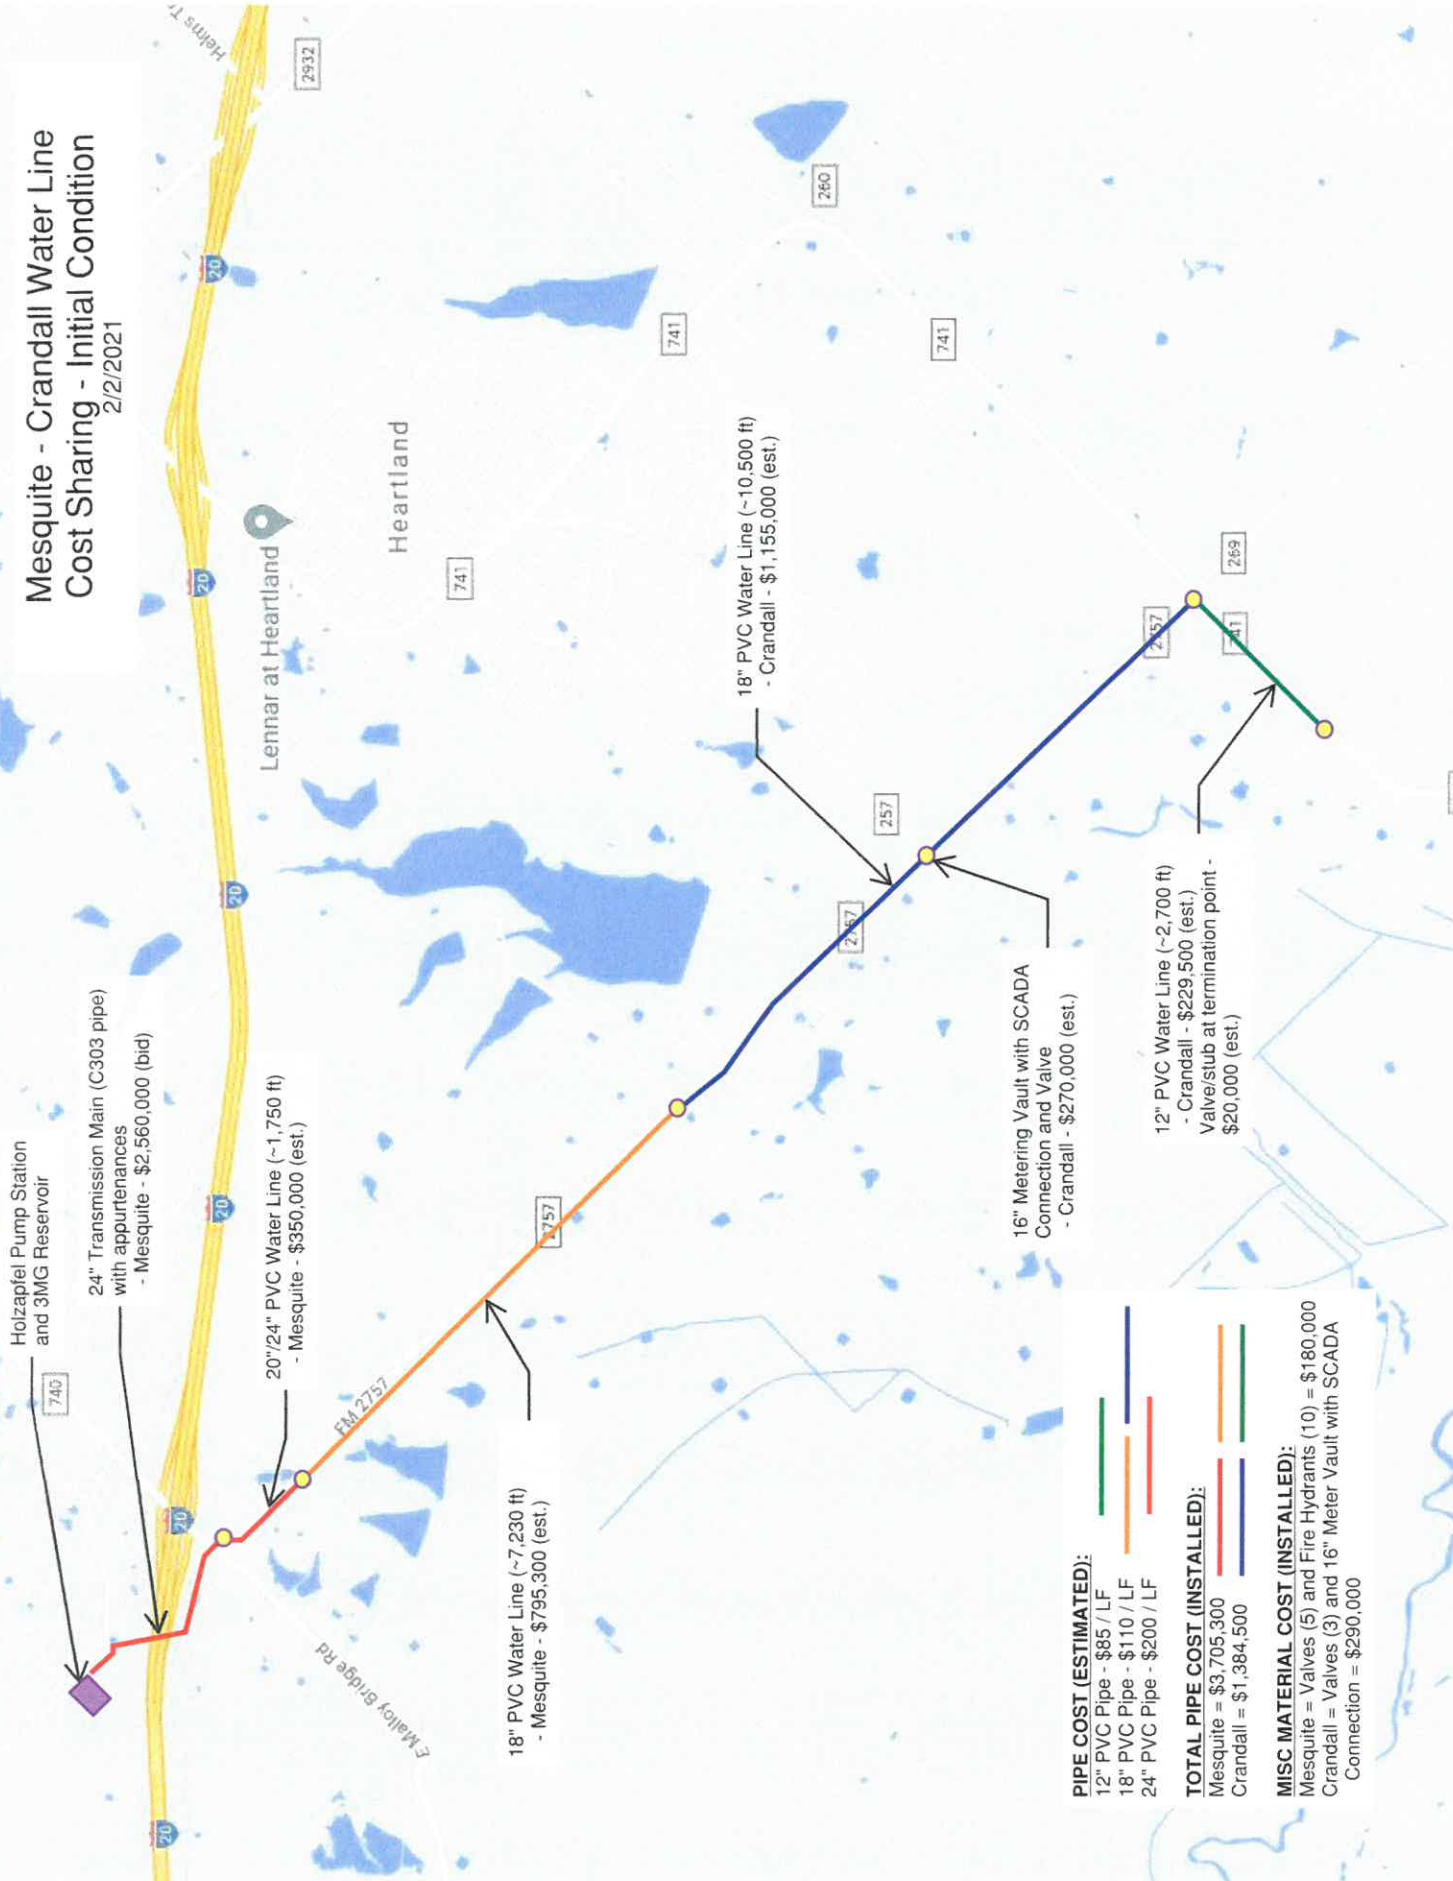 Mesquite - Crandall Water Line
Cost Sharing - Initial Condition
2/2/2021
Holzapfel Pump Station
and 3MG Reservoir
740
24" Transmission Main (C303 pipe)
with appurtenances
- Mesquite - $2,560,000 (bid)
20
20
20
20
20
20
2932
Helms
Lennar at Heartland
Heartland
741
741
741
260
20"/24" PVC Water Line (~1,750 ft)
- Mesquite - $350,000 (est.)
FM 2757
E Malloy Bridge Rd
18" PVC Water Line (~7,230 ft)
- Mesquite - $795,300 (est.)
18" PVC Water Line (~10,500 ft)
- Crandall - $1,155,000 (est.)
257
269
16" Metering Vault with SCADA
Connection and Valve
- Crandall - $270,000 (est.)
12" PVC Water Line (~2,700 ft)
- Crandall - $229,500 (est.)
Valve/stub at termination point -
$20,000 (est.)
PIPE COST (ESTIMATED):
12" PVC Pipe - $85 / LF
18" PVC Pipe - $110 / LF
24" PVC Pipe - $200 / LF
TOTAL PIPE COST (INSTALLED):
Mesquite = $3,705,300
Crandall = $1,384,500
MISC MATERIAL COST (INSTALLED):
Mesquite = Valves (5) and Fire Hydrants (10) = $180,000
Crandall = Valves (3) and 16" Meter Vault with SCADA
Connection = $290,000